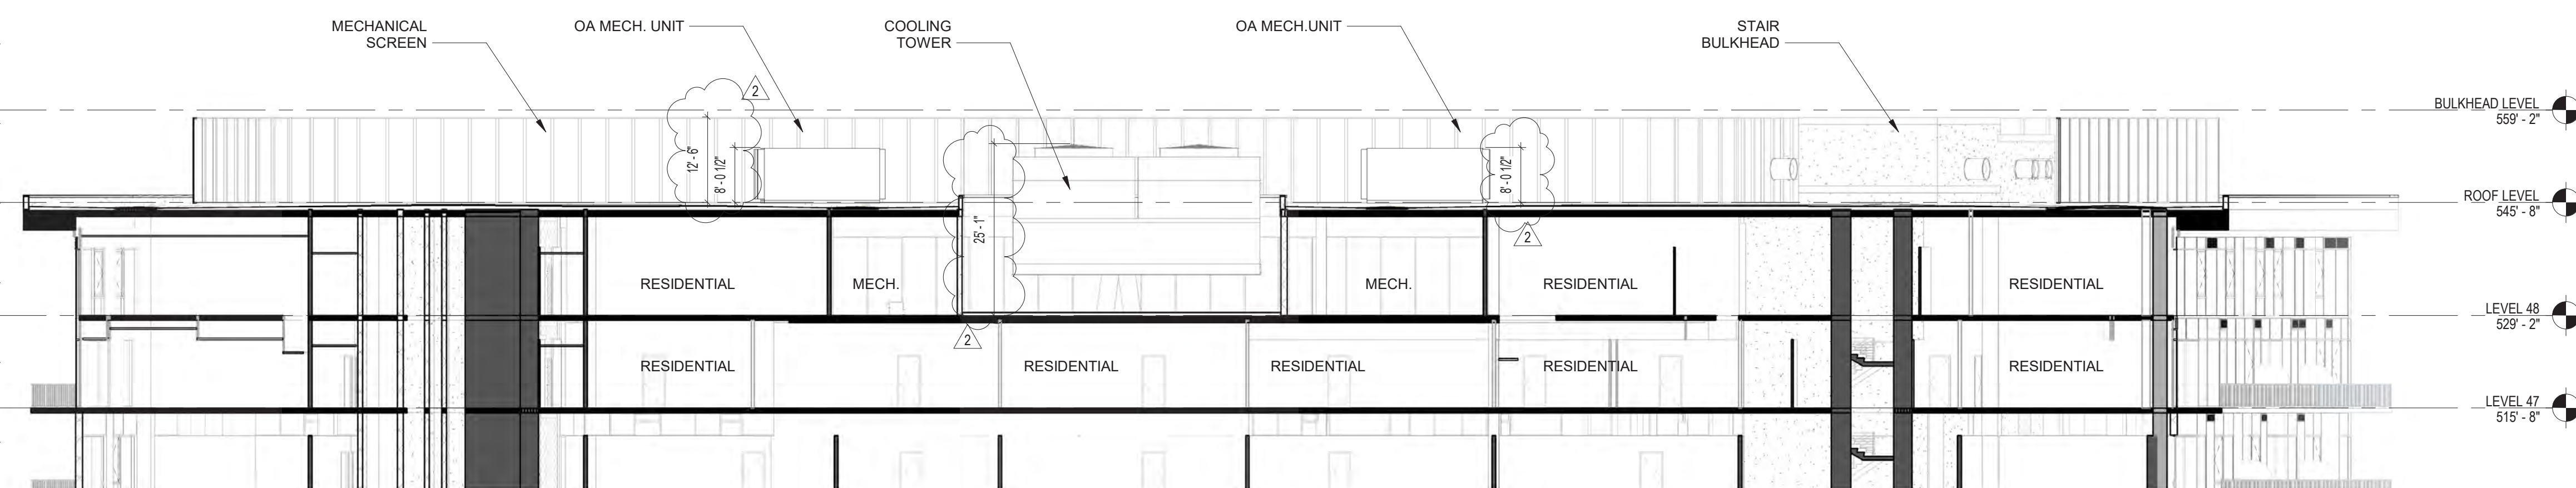 MECHANICAL
SCREEN
OA MECH. UNIT
COOLING
TOWER
OA MECH.UNIT
STAIR
BULKHEAD
2
BULKHEAD LEVEL
559' - 2"
12' - 6"
8' - 0 1/2"
8' - 0 1/2"
ROOF LEVEL
545' - 8"
25' - 1"
2
RESIDENTIAL
MECH.
MECH.
RESIDENTIAL
RESIDENTIAL
LEVEL 48
529' - 2"
2
RESIDENTIAL
RESIDENTIAL
RESIDENTIAL
RESIDENTIAL
RESIDENTIAL
LEVEL 47
515' - 8"